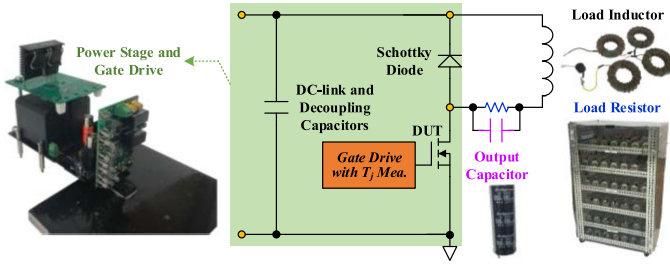 Power Stage and
Gate Drive
Schottky
Diode
DC-link and
Decoupling
Capacitors
DUT
Gate Drive
with Tj Mea.
Output
Capacitor
Load Inductor
Load Resistor